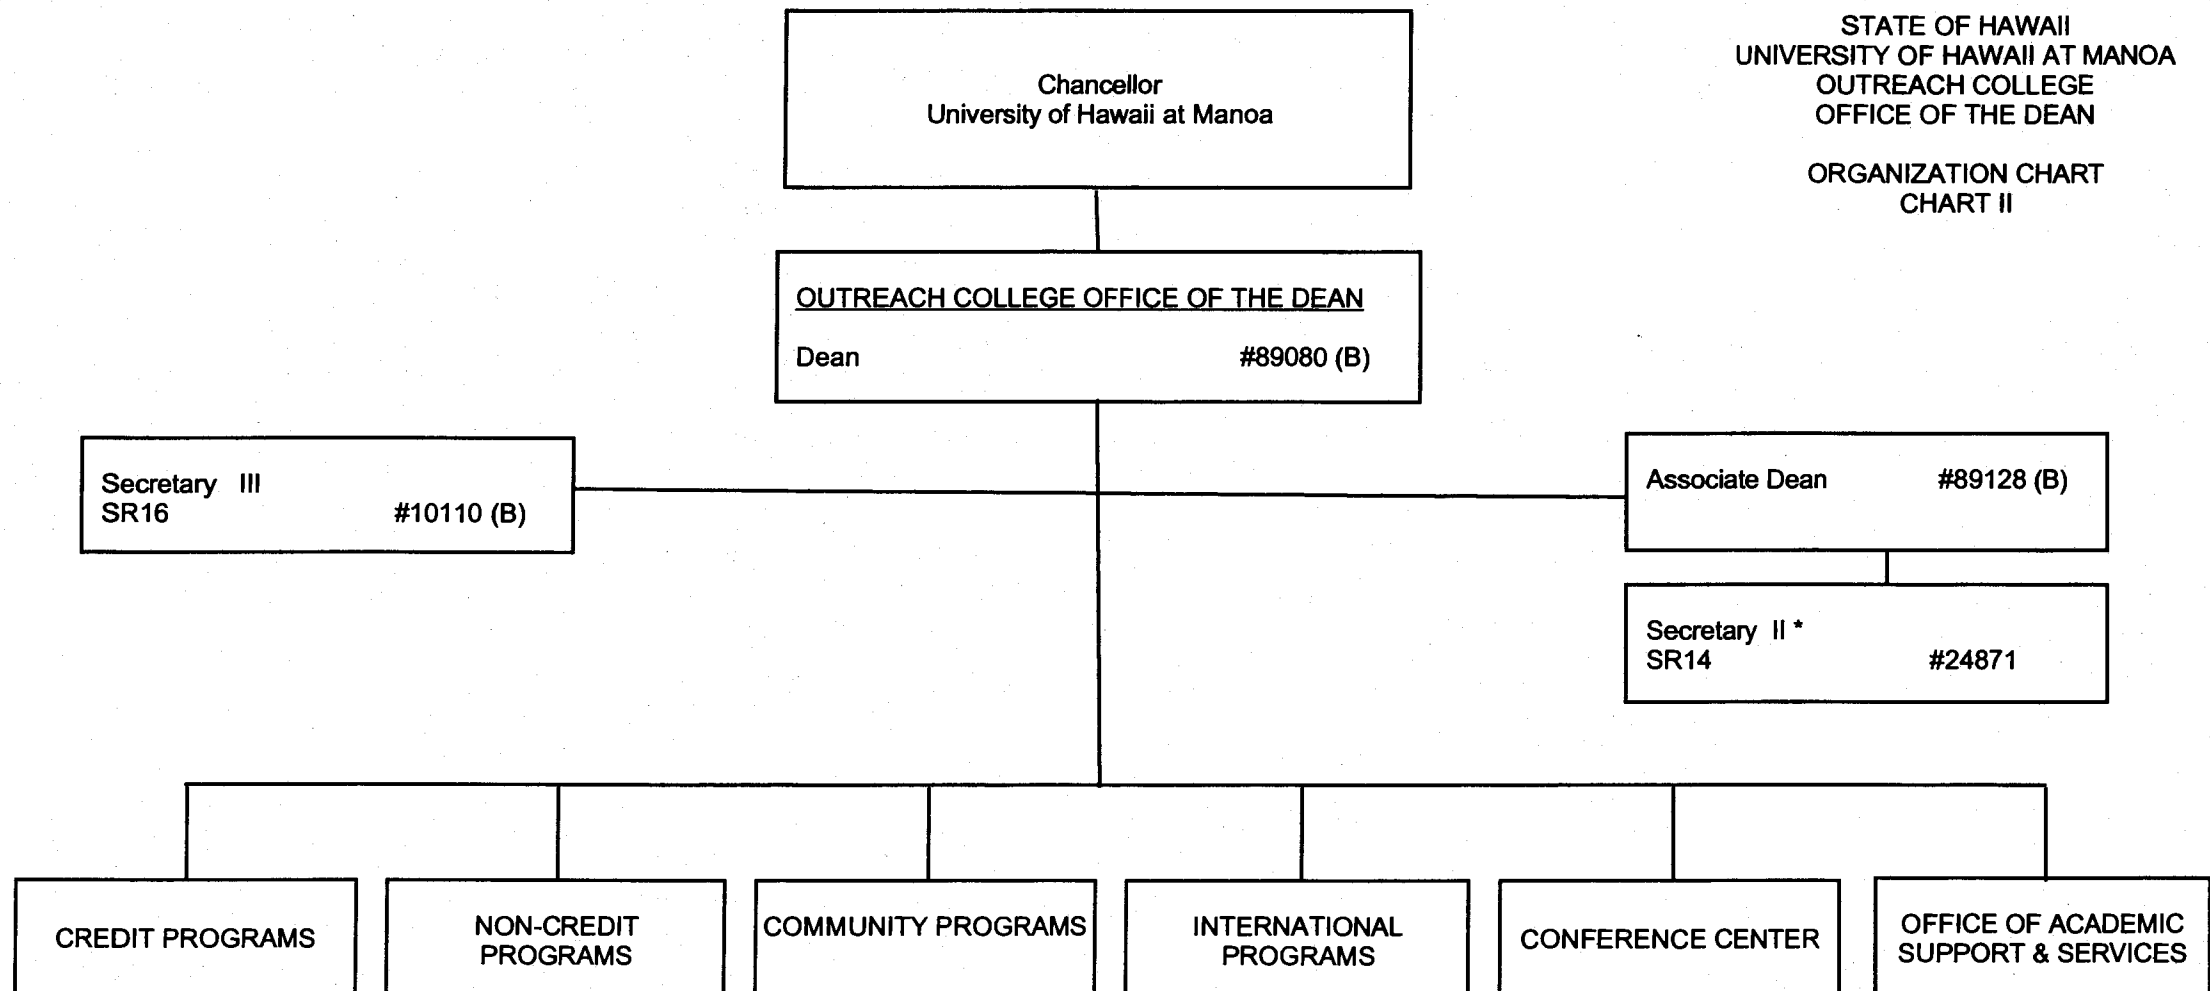 STATE OF HAWAII
UNIVERSITY OF HAWAII AT MANOA
OUTREACH COLLEGE
OFFICE OF THE DEAN
ORGANIZATION CHART
CHART II
Chancellor
University of Hawaii at Manoa
OUTREACH COLLEGE OFFICE OF THE DEAN
Dean #89080 (B)
Secretary III
SR16 #10110 (B)
Associate Dean #89128 (B)
Secretary II *
SR14 #24871
CREDIT PROGRAMS
NON-CREDIT
PROGRAMS
COMMUNITY PROGRAMS
INTERNATIONAL
PROGRAMS
CONFERENCE CENTER
OFFICE OF ACADEMIC
SUPPORT & SERVICES